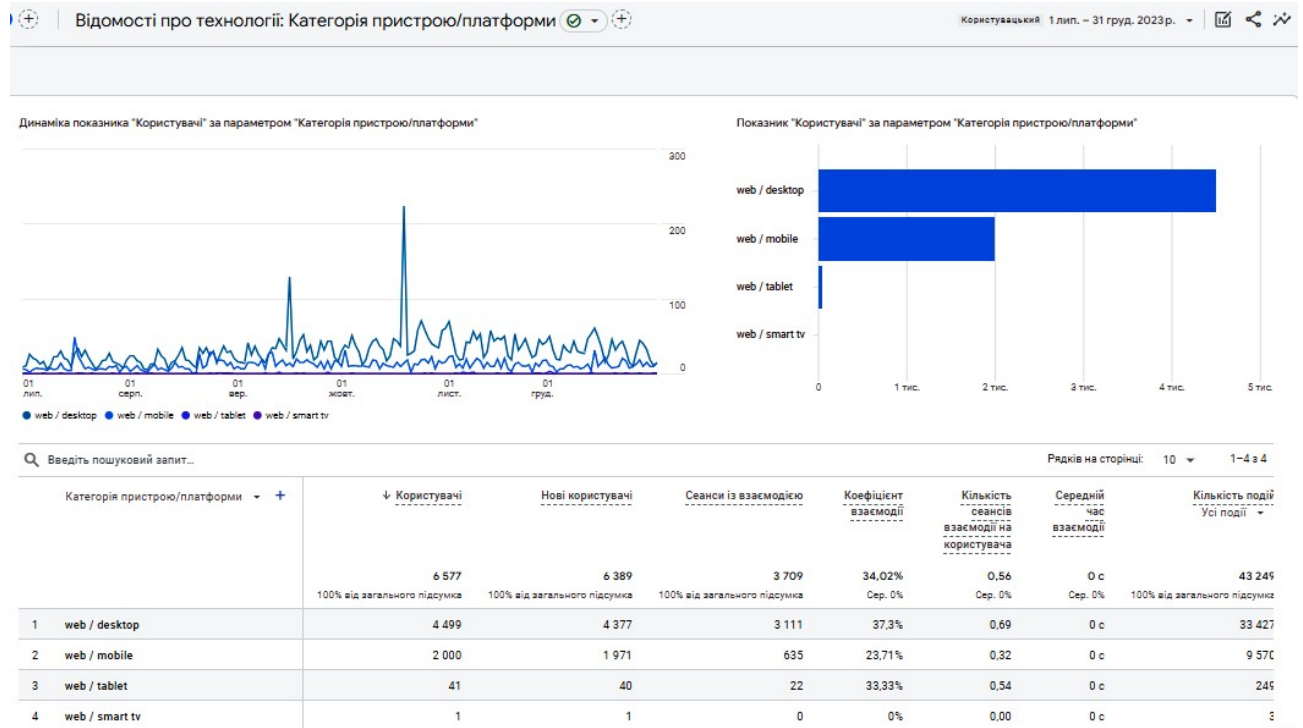 Відомості про технології: Категорія пристрою/платформи
Користувацький 1 лип. – 31 груд. 2023 р.
Динаміка показника "Користувачі" за параметром "Категорія пристрою/платформи"
300
200
100
0
01 лип.
01 серп.
01 вер.
01 жовт.
01 лист.
01 груд.
web / desktop web / mobile web / tablet web / smart tv
Показник "Користувачі" за параметром "Категорія пристрою/платформи"
web / desktop
web / mobile
web / tablet
web / smart tv
0 1 тис. 2 тис. 3 тис. 4 тис. 5 тис.
Введіть пошуковий запит...
Рядків на сторінці: 10 1–4 з 4
Категорія пристрою/платформи + ↓ Користувачі Нові користувачі Сеанси із взаємодією Коефіцієнт взаємодії Кількість сеансів взаємодії на користувача Середній час взаємодії Кількість подій Усі події
6 577 6 389 3 709 34,02% 0,56 0 с 43 249
100% від загального підсумка 100% від загального підсумка 100% від загального підсумка Сер. 0% Сер. 0% Сер. 0% 100% від загального підсумка
1 web / desktop 4 499 4 377 3 111 37,3% 0,69 0 с 33 427
2 web / mobile 2 000 1 971 635 23,71% 0,32 0 с 9 570
3 web / tablet 41 40 22 33,33% 0,54 0 с 249
4 web / smart tv 1 1 0 0% 0,00 0 с 3